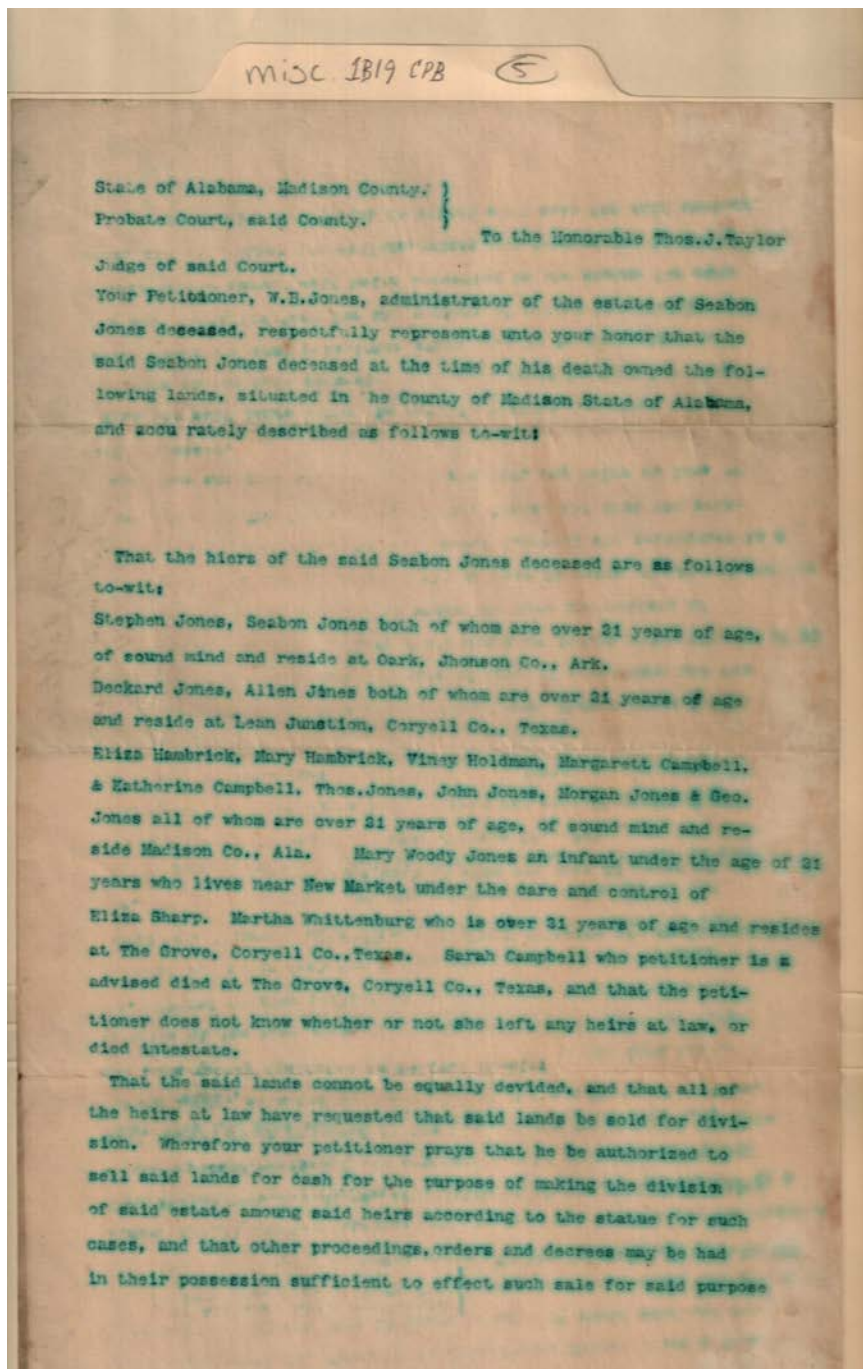 misc 1B19 CPB 5
State of Alabama, Madison County. }
Probate Court, said County. }
To the Honorable Thos.J.Taylor
Judge of said Court.
Your Petitioner, W.B.Jones, administrator of the estate of Seabon
Jones deceased, respectfully represents unto your honor that the
said Seabon Jones deceased at the time of his death owned the fol-
lowing lands, situated in he County of Madison State of Alabama,
and accu rately described as follows to-wit:
That the hiers of the said Seabon Jones deceased are as follows
to-wit:
Stephen Jones, Seabon Jones both of whom are over 21 years of age,
of sound mind and reside at Oark, Jhonson Co., Ark.
Deckard Jones, Allen Jines both of whom are over 21 years of age
and reside at Lean Junstion, Coryell Co., Texas.
Eliza Hambrick, Mary Hambrick, Viney Holdman, Margarett Campbell,
& Katherine Campbell, Thos.Jones, John Jones, Morgan Jones & Geo.
Jones all of whom are over 21 years of age, of sound mind and re-
side Madison Co., Ala. Mary Woody Jones an infant under the age of 21
years who lives near New Market under the care and control of
Eliza Sharp. Martha Whittenburg who is over 21 years of age and resides
at The Grove, Coryell Co.,Texas. Sarah Campbell who petitioner is a
advised died at The Grove, Coryell Co., Texas, and that the peti-
tioner does not know whether or not she left any heirs at law, or
died intestate.
That the said lands connot be equally devided, and that all of
the heirs at law have requested that said lands be sold for divi-
sion. Wherefore your petitioner prays that he be authorized to
sell said lands for cash for the purpose of making the division
of said estate amoung said heirs according to the statue for such
cases, and that other proceedings,orders and decrees may be had
in their possession sufficient to effect such sale for said purpose